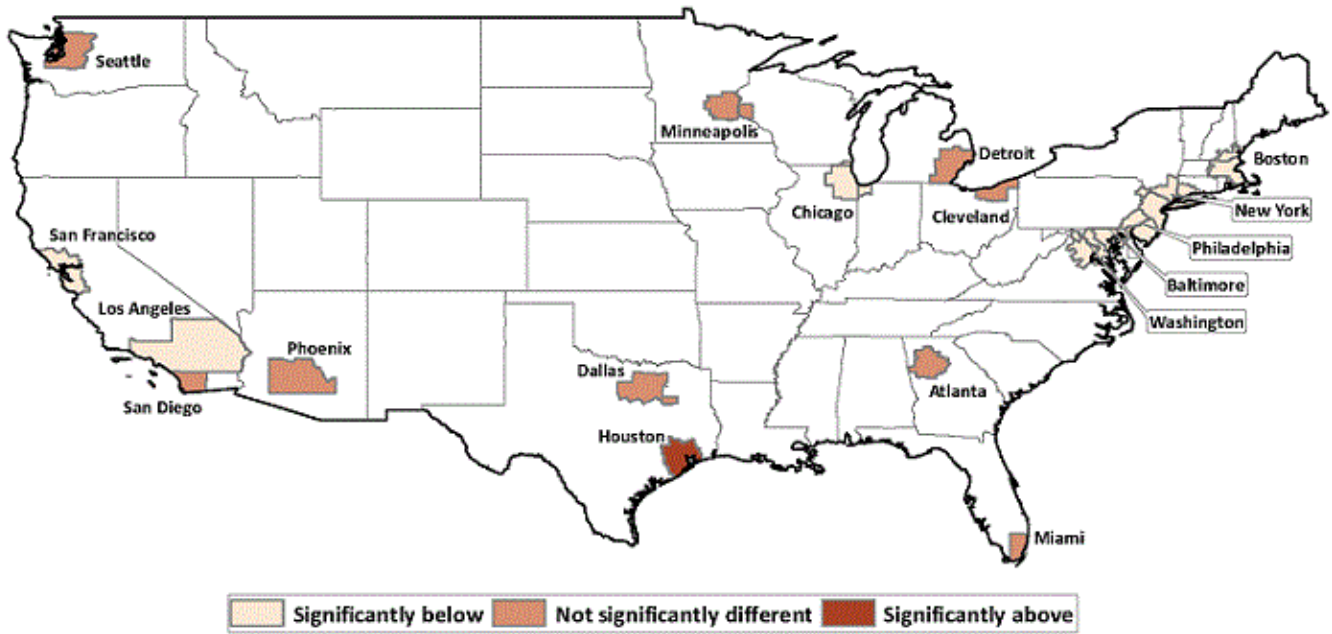 Seattle
Minneapolis
Detroit
Boston
Chicago
Cleveland
New York
San Francisco
Philadelphia
Baltimore
Los Angeles
Washington
Phoenix
Dallas
Atlanta
San Diego
Houston
Miami
Significantly below Not significantly different Significantly above